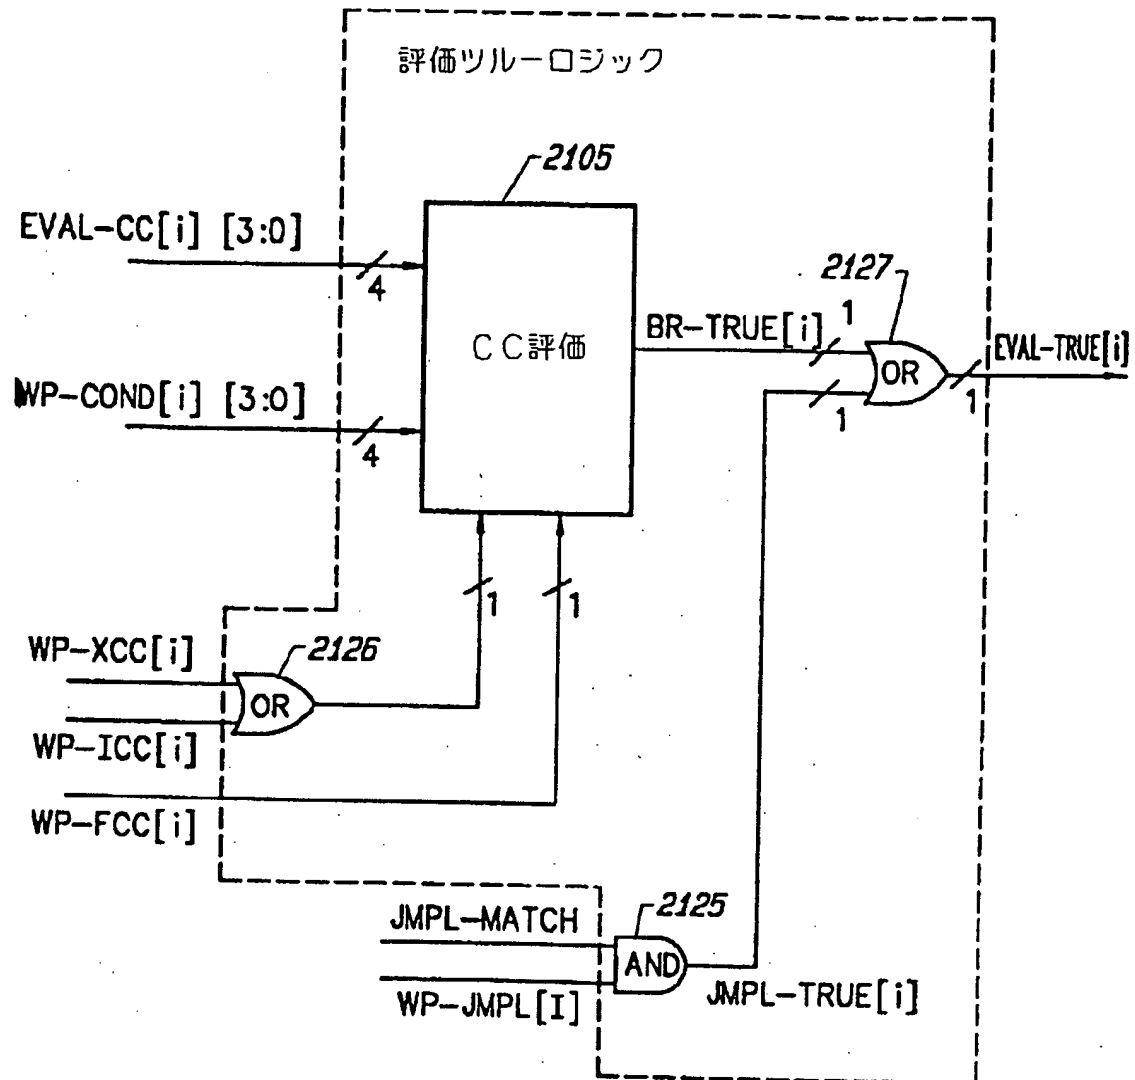 評価ツルーロジック
2105
EVAL-CC[i] [3:0]
4
2127
BR-TRUE[i]
1
EVAL-TRUE[i]
CC評価
OR
1
1
WP-COND[i] [3:0]
4
1
1
WP-XCC[i]
2126
OR
WP-ICC[i]
WP-FCC[i]
JMPL-MATCH
2125
AND
WP-JMPL[I]
JMPL-TRUE[i]